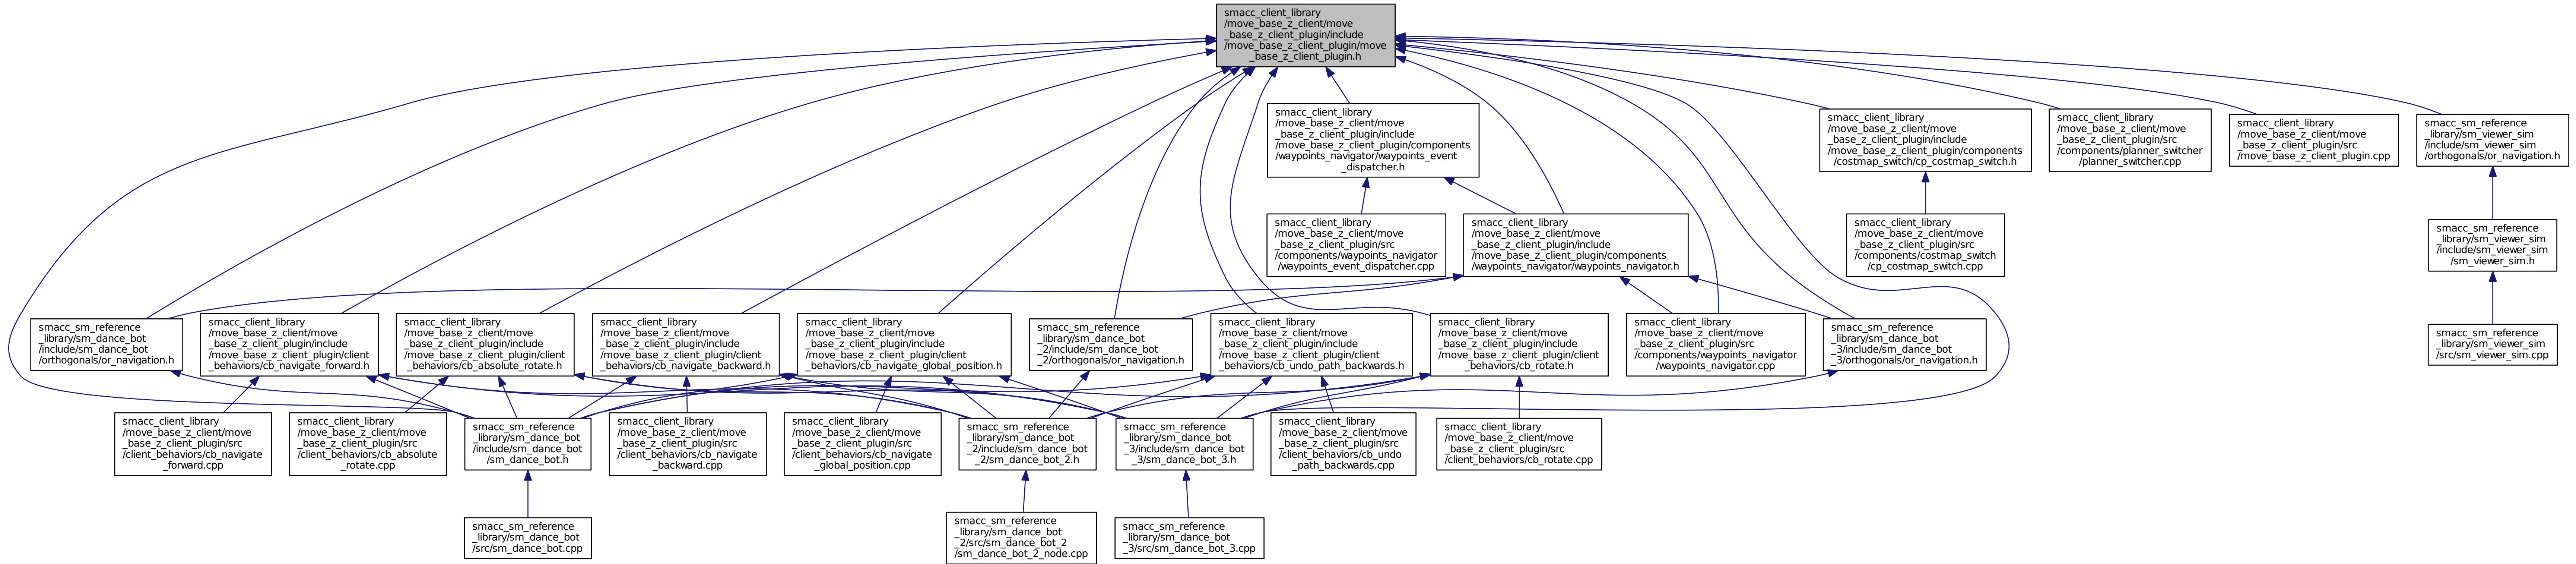 smacc_client_library
/move_base_z_client/move
_base_z_client_plugin/include
/move_base_z_client_plugin/move
_base_z_client_plugin.h
smacc_client_library
/move_base_z_client/move
_base_z_client_plugin/include
/move_base_z_client_plugin/components
/waypoints_navigator/waypoints_event
_dispatcher.h
smacc_client_library
/move_base_z_client/move
_base_z_client_plugin/include
/move_base_z_client_plugin/components
/costmap_switch/cp_costmap_switch.h
smacc_client_library
/move_base_z_client/move
_base_z_client_plugin/src
/components/planner_switcher
/planner_switcher.cpp
smacc_client_library
/move_base_z_client/move
_base_z_client_plugin/src
/move_base_z_client_plugin.cpp
smacc_sm_reference
_library/sm_viewer_sim
/include/sm_viewer_sim
/orthogonals/or_navigation.h
smacc_client_library
/move_base_z_client/move
_base_z_client_plugin/src
/components/waypoints_navigator
/waypoints_event_dispatcher.cpp
smacc_client_library
/move_base_z_client/move
_base_z_client_plugin/include
/move_base_z_client_plugin/components
/waypoints_navigator/waypoints_navigator.h
smacc_client_library
/move_base_z_client/move
_base_z_client_plugin/src
/components/costmap_switch
/cp_costmap_switch.cpp
smacc_sm_reference
_library/sm_viewer_sim
/include/sm_viewer_sim
/sm_viewer_sim.h
smacc_sm_reference
_library/sm_dance_bot
/include/sm_dance_bot
/orthogonals/or_navigation.h
smacc_client_library
/move_base_z_client/move
_base_z_client_plugin/include
/move_base_z_client_plugin/client
_behaviors/cb_navigate_forward.h
smacc_client_library
/move_base_z_client/move
_base_z_client_plugin/include
/move_base_z_client_plugin/client
_behaviors/cb_absolute_rotate.h
smacc_client_library
/move_base_z_client/move
_base_z_client_plugin/include
/move_base_z_client_plugin/client
_behaviors/cb_navigate_backward.h
smacc_client_library
/move_base_z_client/move
_base_z_client_plugin/include
/move_base_z_client_plugin/client
_behaviors/cb_navigate_global_position.h
smacc_sm_reference
_library/sm_dance_bot
_2/include/sm_dance_bot
_2/orthogonals/or_navigation.h
smacc_client_library
/move_base_z_client/move
_base_z_client_plugin/include
/move_base_z_client_plugin/client
_behaviors/cb_undo_path_backwards.h
smacc_client_library
/move_base_z_client/move
_base_z_client_plugin/include
/move_base_z_client_plugin/client
_behaviors/cb_rotate.h
smacc_client_library
/move_base_z_client/move
_base_z_client_plugin/src
/components/waypoints_navigator
/waypoints_navigator.cpp
smacc_sm_reference
_library/sm_dance_bot
_3/include/sm_dance_bot
_3/orthogonals/or_navigation.h
smacc_sm_reference
_library/sm_viewer_sim
/src/sm_viewer_sim.cpp
smacc_client_library
/move_base_z_client/move
_base_z_client_plugin/src
/client_behaviors/cb_navigate
_forward.cpp
smacc_client_library
/move_base_z_client/move
_base_z_client_plugin/src
/client_behaviors/cb_absolute
_rotate.cpp
smacc_sm_reference
_library/sm_dance_bot
/include/sm_dance_bot
/sm_dance_bot.h
smacc_client_library
/move_base_z_client/move
_base_z_client_plugin/src
/client_behaviors/cb_navigate
_backward.cpp
smacc_client_library
/move_base_z_client/move
_base_z_client_plugin/src
/client_behaviors/cb_navigate
_global_position.cpp
smacc_sm_reference
_library/sm_dance_bot
_2/include/sm_dance_bot
_2/sm_dance_bot_2.h
smacc_sm_reference
_library/sm_dance_bot
_3/include/sm_dance_bot
_3/sm_dance_bot_3.h
smacc_client_library
/move_base_z_client/move
_base_z_client_plugin/src
/client_behaviors/cb_undo
_path_backwards.cpp
smacc_client_library
/move_base_z_client/move
_base_z_client_plugin/src
/client_behaviors/cb_rotate.cpp
smacc_sm_reference
_library/sm_dance_bot
/src/sm_dance_bot.cpp
smacc_sm_reference
_library/sm_dance_bot
_2/src/sm_dance_bot_2
/sm_dance_bot_2_node.cpp
smacc_sm_reference
_library/sm_dance_bot
_3/src/sm_dance_bot_3.cpp